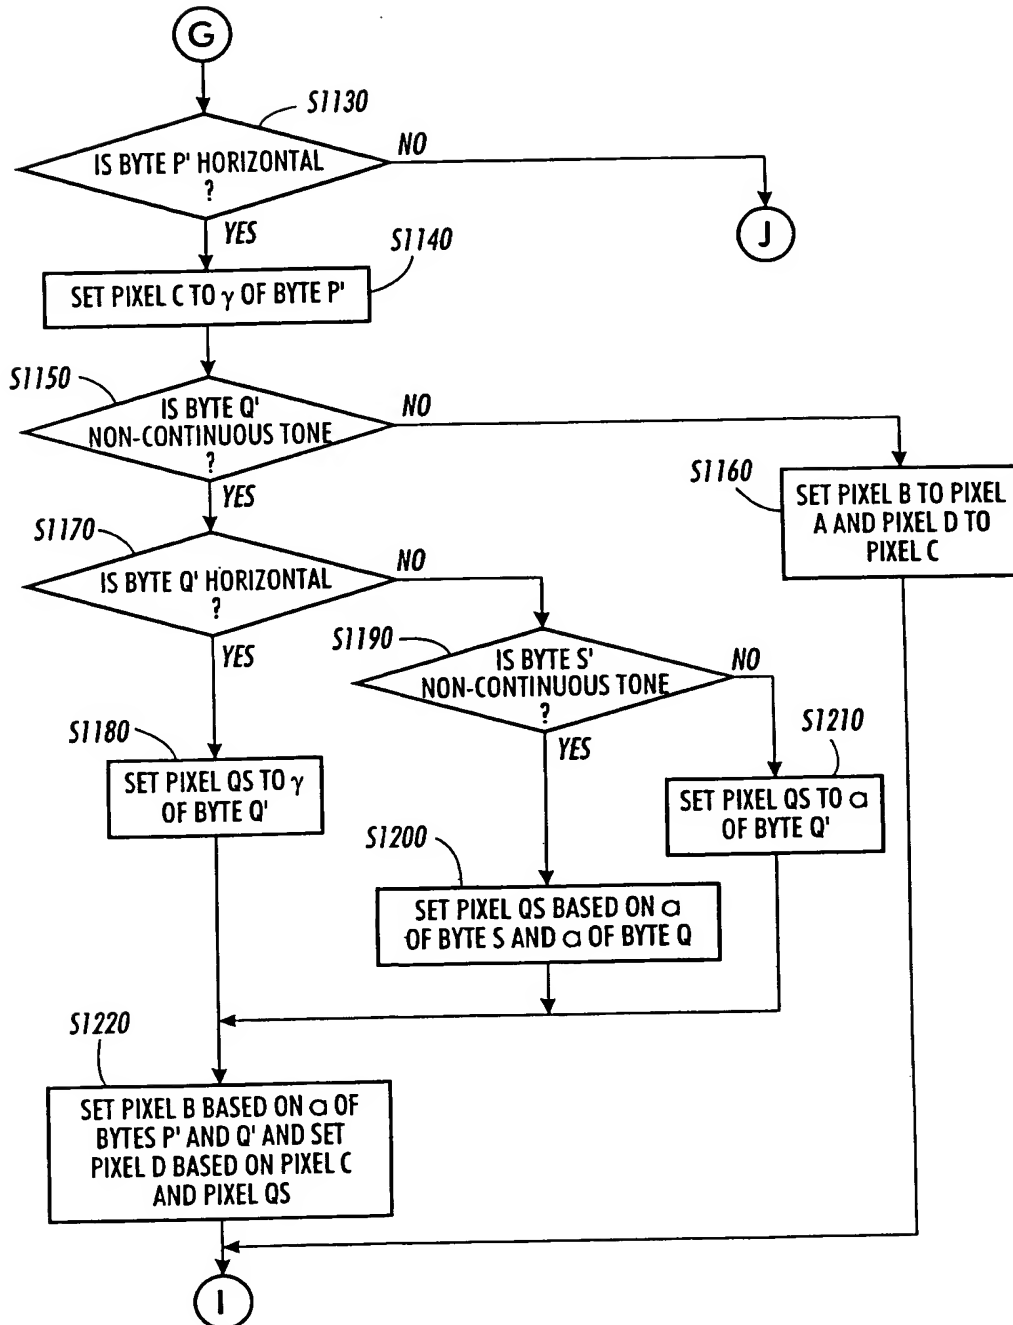 G
S1130
IS BYTE P' HORIZONTAL
?
NO
YES
J
S1140
SET PIXEL C TO γ OF BYTE P'
S1150
IS BYTE Q'
NON-CONTINUOUS TONE
?
NO
YES
S1160
SET PIXEL B TO PIXEL
A AND PIXEL D TO
PIXEL C
S1170
IS BYTE Q' HORIZONTAL
?
NO
YES
S1190
IS BYTE S'
NON-CONTINUOUS TONE
?
NO
YES
S1180
SET PIXEL QS TO γ
OF BYTE Q'
S1210
SET PIXEL QS TO α
OF BYTE Q'
S1200
SET PIXEL QS BASED ON α
OF BYTE S AND α OF BYTE Q
S1220
SET PIXEL B BASED ON α OF
BYTES P' AND Q' AND SET
PIXEL D BASED ON PIXEL C
AND PIXEL QS
I